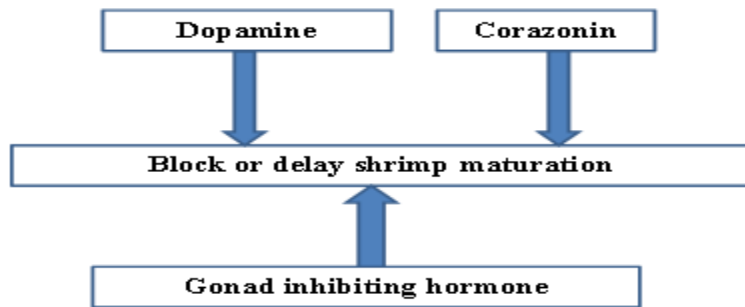 Dopamine
Corazonin
Block or delay shrimp maturation
Gonad inhibiting hormone